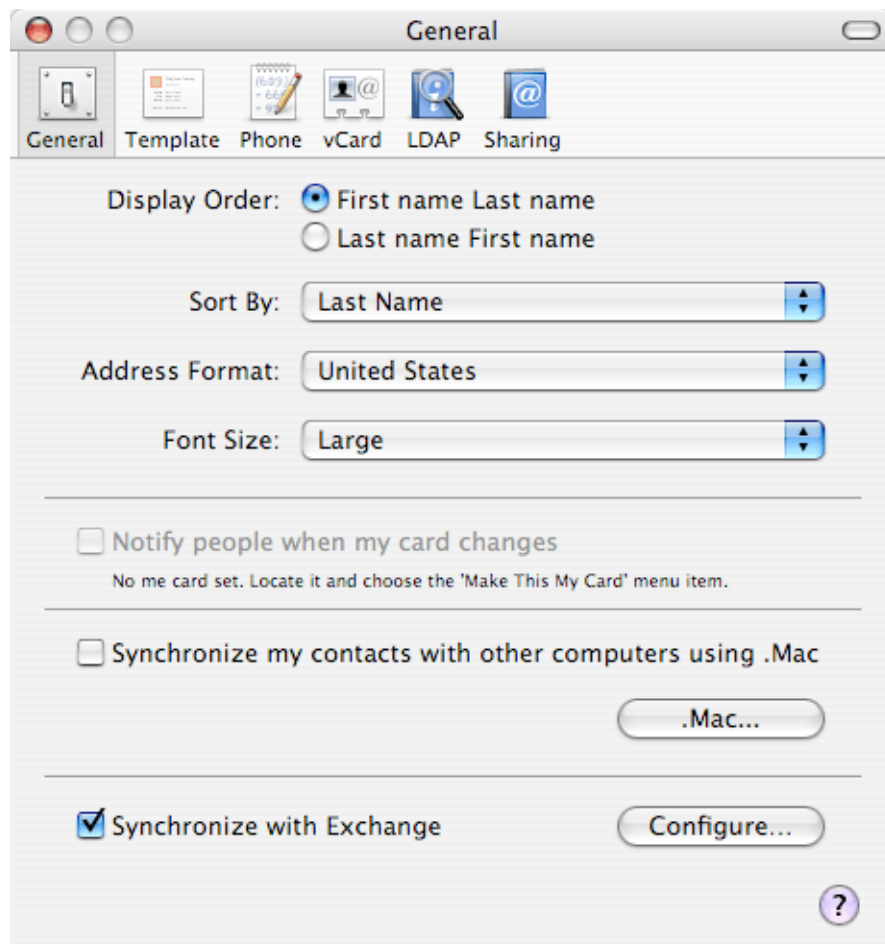 General
General Template Phone vCard LDAP Sharing
Display Order: First name Last name
Last name First name
Sort By: Last Name
Address Format: United States
Font Size: Large
Notify people when my card changes
No me card set. Locate it and choose the 'Make This My Card' menu item.
Synchronize my contacts with other computers using .Mac
.Mac...
Synchronize with Exchange Configure...
?